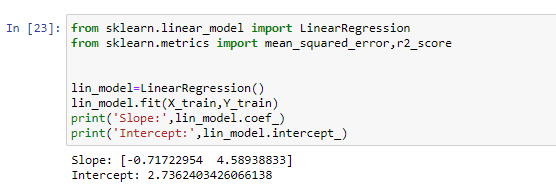 In [23]: from sklearn.linear_model import LinearRegression
from sklearn.metrics import mean_squared_error,r2_score
lin_model=LinearRegression()
lin_model.fit(X_train,Y_train)
print('Slope:',lin_model.coef_)
print('Intercept:',lin_model.intercept_)
Slope: [-0.71722954  4.58938833]
Intercept: 2.7362403426066138